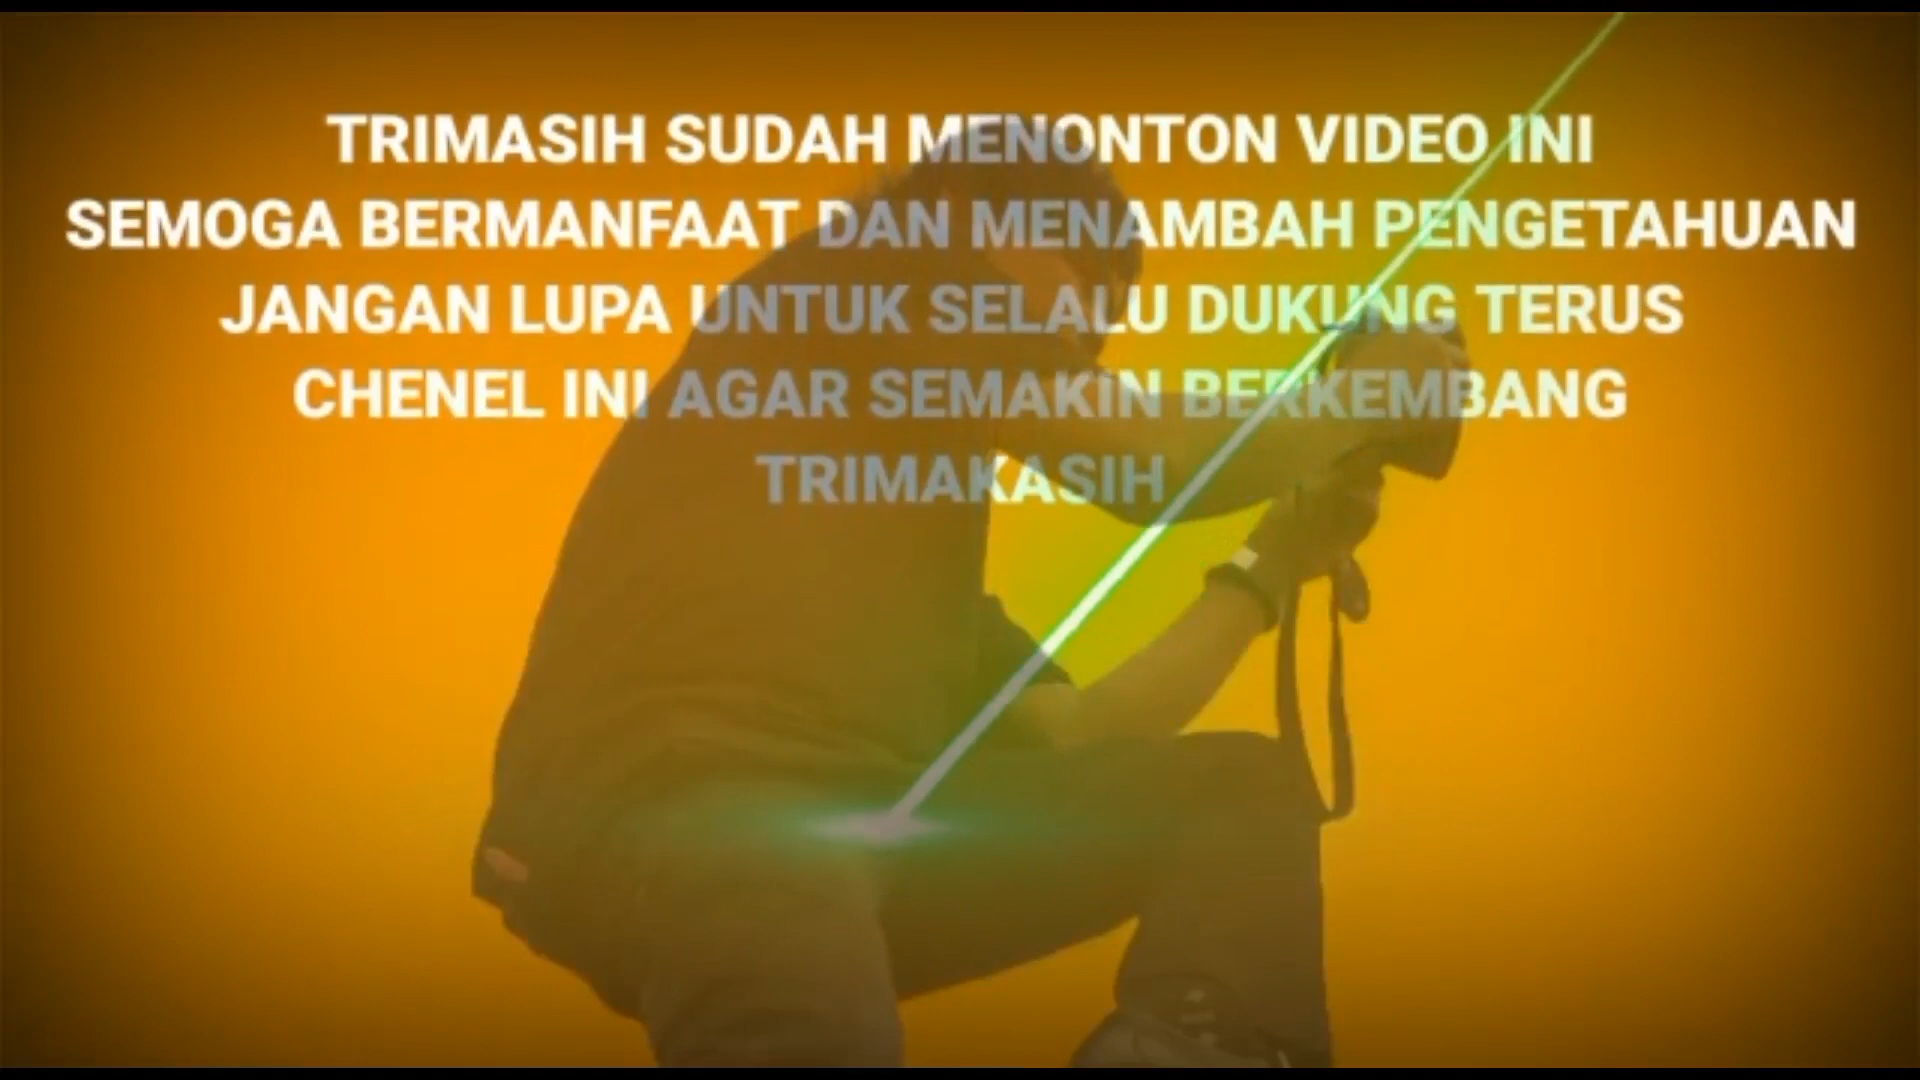 TRIMASIH SUDAH MENONTON VIDEO INI
SEMOGA BERMANFAAT DAN MENAMBAH PENGETAHUAN
JANGAN LUPA UNTUK SELALU DUKUNG TERUS
CHENEL INI AGAR SEMAKIN BERKEMBANG
TRIMAKASIH